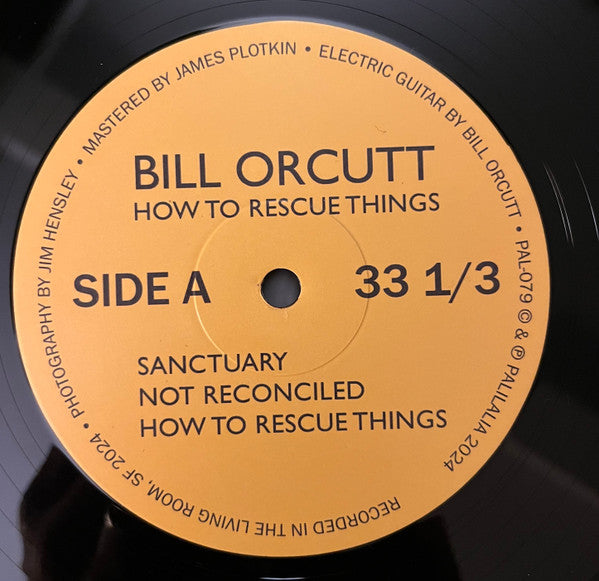 BILL ORCUTT
HOW TO RESCUE THINGS
SIDE A
33 1/3
SANCTUARY
NOT RECONCILED
HOW TO RESCUE THINGS
RECORDED IN THE LIVING ROOM, SF 2024 • PHOTOGRAPHY BY JIM HENSLEY • MASTERED BY JAMES PLOTKIN • ELECTRIC GUITAR BY BILL ORCUTT • PAL-079 © & ℗ PALILALIA 2024